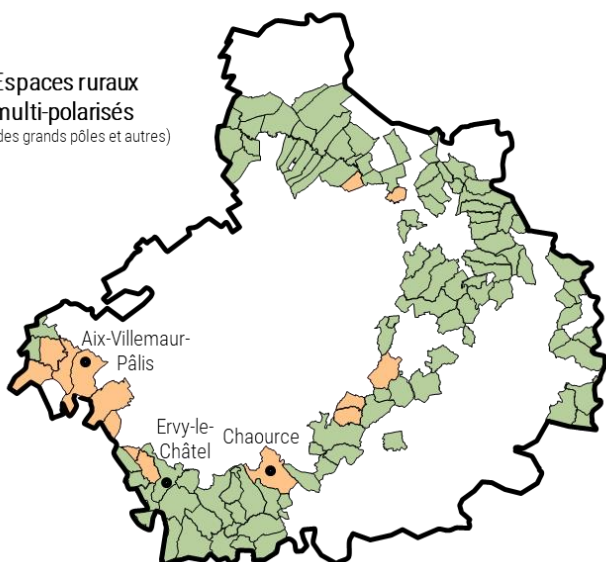 Espaces ruraux
multi-polarisés
(des grands pôles et autres)
Aix-Villemaur-
Pâlis
Ervy-le-
Châtel
Chaource